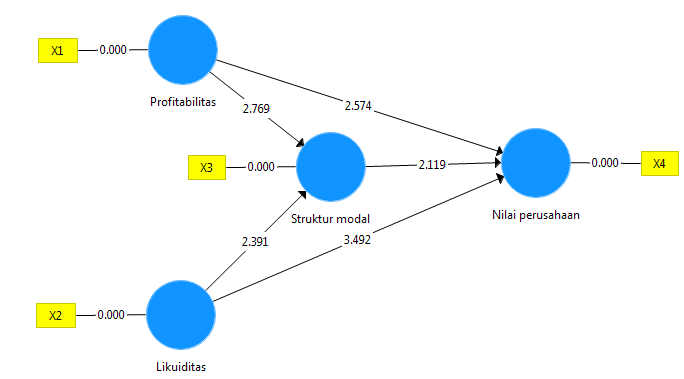 X1
0.000
Profitabilitas
2.769
2.574
X3
0.000
Struktur modal
2.119
Nilai perusahaan
0.000
X4
2.391
3.492
X2
0.000
Likuiditas